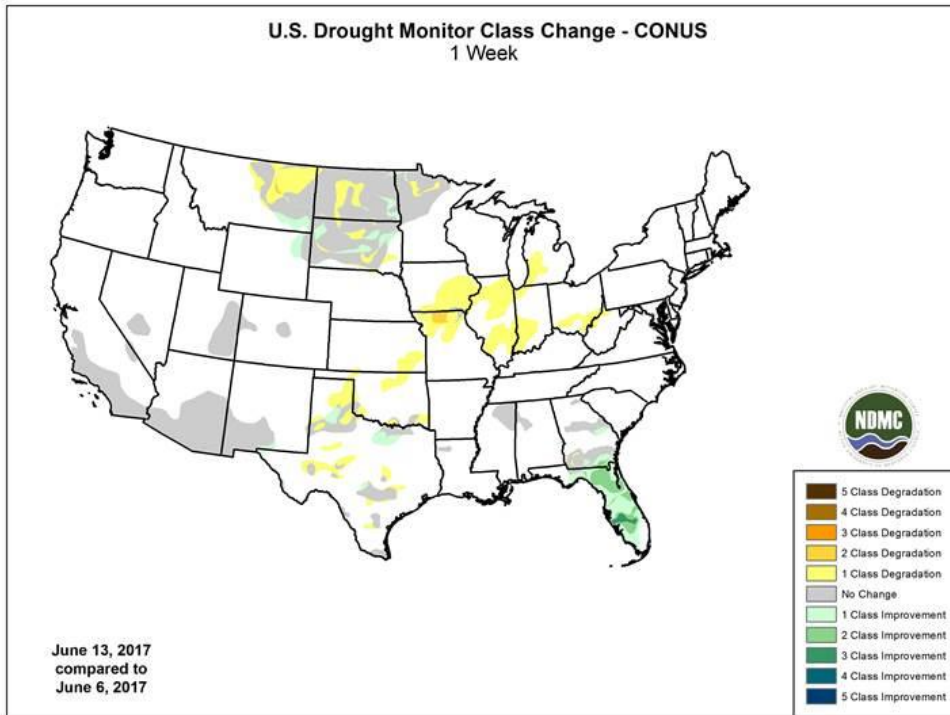 U.S. Drought Monitor Class Change - CONUS
1 Week
NDMC
5 Class Degradation
4 Class Degradation
3 Class Degradation
2 Class Degradation
1 Class Degradation
No Change
1 Class Improvement
2 Class Improvement
3 Class Improvement
4 Class Improvement
5 Class Improvement
June 13, 2017
compared to
June 6, 2017